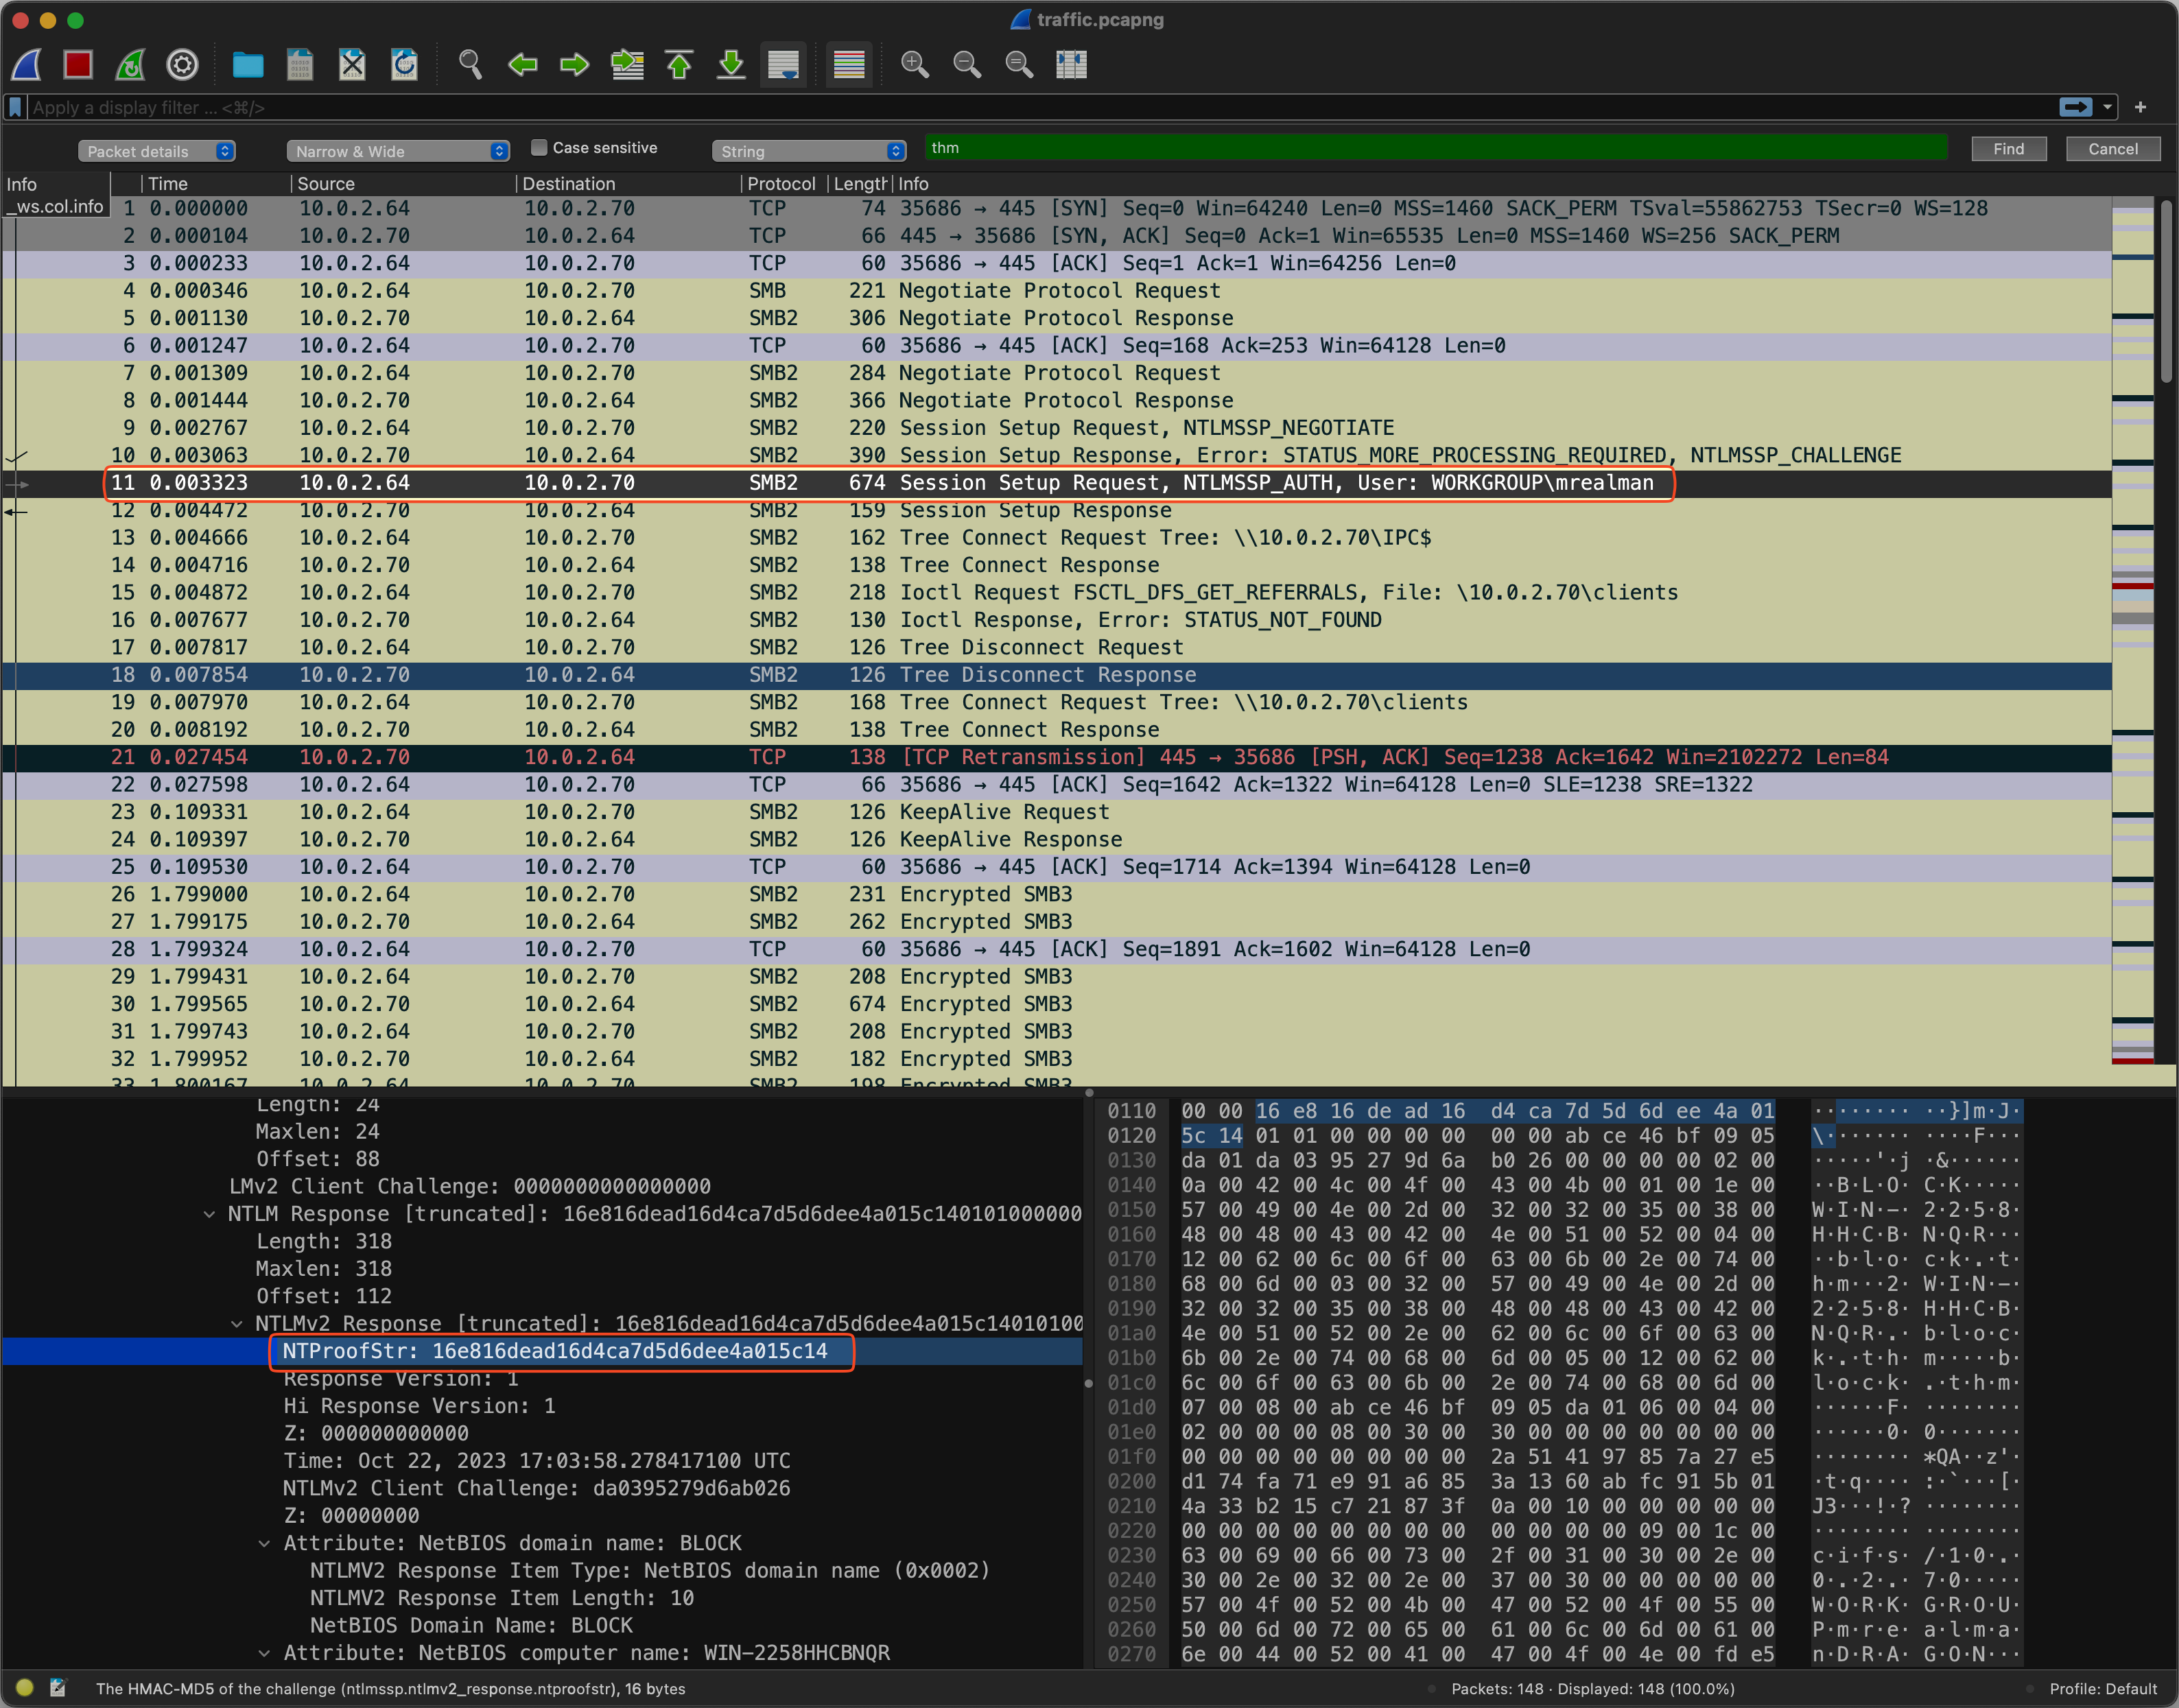 traffic.pcapng
Apply a display filter ... <⌘/>
+
Packet details Narrow & Wide Case sensitive String thm Find Cancel
Info Time Source Destination Protocol Length Info
_ws.col.info
1 0.000000 10.0.2.64 10.0.2.70 TCP 74 35686 → 445 [SYN] Seq=0 Win=64240 Len=0 MSS=1460 SACK_PERM TSval=55862753 TSecr=0 WS=128
2 0.000104 10.0.2.70 10.0.2.64 TCP 66 445 → 35686 [SYN, ACK] Seq=0 Ack=1 Win=65535 Len=0 MSS=1460 WS=256 SACK_PERM
3 0.000233 10.0.2.64 10.0.2.70 TCP 60 35686 → 445 [ACK] Seq=1 Ack=1 Win=64256 Len=0
4 0.000346 10.0.2.64 10.0.2.70 SMB 221 Negotiate Protocol Request
5 0.001130 10.0.2.70 10.0.2.64 SMB2 306 Negotiate Protocol Response
6 0.001247 10.0.2.64 10.0.2.70 TCP 60 35686 → 445 [ACK] Seq=168 Ack=253 Win=64128 Len=0
7 0.001309 10.0.2.64 10.0.2.70 SMB2 284 Negotiate Protocol Request
8 0.001444 10.0.2.70 10.0.2.64 SMB2 366 Negotiate Protocol Response
9 0.002767 10.0.2.64 10.0.2.70 SMB2 220 Session Setup Request, NTLMSSP_NEGOTIATE
10 0.003063 10.0.2.70 10.0.2.64 SMB2 390 Session Setup Response, Error: STATUS_MORE_PROCESSING_REQUIRED, NTLMSSP_CHALLENGE
11 0.003323 10.0.2.64 10.0.2.70 SMB2 674 Session Setup Request, NTLMSSP_AUTH, User: WORKGROUP\mrealman
12 0.004472 10.0.2.70 10.0.2.64 SMB2 159 Session Setup Response
13 0.004666 10.0.2.64 10.0.2.70 SMB2 162 Tree Connect Request Tree: \\10.0.2.70\IPC$
14 0.004716 10.0.2.70 10.0.2.64 SMB2 138 Tree Connect Response
15 0.004872 10.0.2.64 10.0.2.70 SMB2 218 Ioctl Request FSCTL_DFS_GET_REFERRALS, File: \10.0.2.70\clients
16 0.007677 10.0.2.70 10.0.2.64 SMB2 130 Ioctl Response, Error: STATUS_NOT_FOUND
17 0.007817 10.0.2.64 10.0.2.70 SMB2 126 Tree Disconnect Request
18 0.007854 10.0.2.70 10.0.2.64 SMB2 126 Tree Disconnect Response
19 0.007970 10.0.2.64 10.0.2.70 SMB2 168 Tree Connect Request Tree: \\10.0.2.70\clients
20 0.008192 10.0.2.70 10.0.2.64 SMB2 138 Tree Connect Response
21 0.027454 10.0.2.70 10.0.2.64 TCP 138 [TCP Retransmission] 445 → 35686 [PSH, ACK] Seq=1238 Ack=1642 Win=2102272 Len=84
22 0.027598 10.0.2.64 10.0.2.70 TCP 66 35686 → 445 [ACK] Seq=1642 Ack=1322 Win=64128 Len=0 SLE=1238 SRE=1322
23 0.109331 10.0.2.64 10.0.2.70 SMB2 126 KeepAlive Request
24 0.109397 10.0.2.70 10.0.2.64 SMB2 126 KeepAlive Response
25 0.109530 10.0.2.64 10.0.2.70 TCP 60 35686 → 445 [ACK] Seq=1714 Ack=1394 Win=64128 Len=0
26 1.799000 10.0.2.64 10.0.2.70 SMB2 231 Encrypted SMB3
27 1.799175 10.0.2.70 10.0.2.64 SMB2 262 Encrypted SMB3
28 1.799324 10.0.2.64 10.0.2.70 TCP 60 35686 → 445 [ACK] Seq=1891 Ack=1602 Win=64128 Len=0
29 1.799431 10.0.2.64 10.0.2.70 SMB2 208 Encrypted SMB3
30 1.799565 10.0.2.70 10.0.2.64 SMB2 674 Encrypted SMB3
31 1.799743 10.0.2.64 10.0.2.70 SMB2 208 Encrypted SMB3
32 1.799952 10.0.2.70 10.0.2.64 SMB2 182 Encrypted SMB3
33 1.800167 10.0.2.64 10.0.2.70 SMB2 198 Encrypted SMB3
Length: 24
Maxlen: 24
Offset: 88
LMv2 Client Challenge: 0000000000000000
NTLM Response [truncated]: 16e816dead16d4ca7d5d6dee4a015c140101000000
Length: 318
Maxlen: 318
Offset: 112
NTLMv2 Response [truncated]: 16e816dead16d4ca7d5d6dee4a015c14010100
NTProofStr: 16e816dead16d4ca7d5d6dee4a015c14
Response Version: 1
Hi Response Version: 1
Z: 000000000000
Time: Oct 22, 2023 17:03:58.278417100 UTC
NTLMv2 Client Challenge: da0395279d6ab026
Z: 00000000
Attribute: NetBIOS domain name: BLOCK
NTLMV2 Response Item Type: NetBIOS domain name (0x0002)
NTLMV2 Response Item Length: 10
NetBIOS Domain Name: BLOCK
Attribute: NetBIOS computer name: WIN-2258HHCBNQR
0110 00 00 16 e8 16 de ad 16 d4 ca 7d 5d 6d ee 4a 01 ········ ··}]m·J·
0120 5c 14 01 01 00 00 00 00 00 00 ab ce 46 bf 09 05 \······· ····F···
0130 da 01 da 03 95 27 9d 6a b0 26 00 00 00 00 02 00 ·····'·j ·&······
0140 0a 00 42 00 4c 00 4f 00 43 00 4b 00 01 00 1e 00 ··B·L·O· C·K·····
0150 57 00 49 00 4e 00 2d 00 32 00 32 00 35 00 38 00 W·I·N·-· 2·2·5·8·
0160 48 00 48 00 43 00 42 00 4e 00 51 00 52 00 04 00 H·H·C·B· N·Q·R···
0170 12 00 62 00 6c 00 6f 00 63 00 6b 00 2e 00 74 00 ··b·l·o· c·k·.·t·
0180 68 00 6d 00 03 00 32 00 57 00 49 00 4e 00 2d 00 h·m···2· W·I·N·-·
0190 32 00 32 00 35 00 38 00 48 00 48 00 43 00 42 00 2·2·5·8· H·H·C·B·
01a0 4e 00 51 00 52 00 2e 00 62 00 6c 00 6f 00 63 00 N·Q·R·.· b·l·o·c·
01b0 6b 00 2e 00 74 00 68 00 6d 00 05 00 12 00 62 00 k·.·t·h· m·····b·
01c0 6c 00 6f 00 63 00 6b 00 2e 00 74 00 68 00 6d 00 l·o·c·k· .·t·h·m·
01d0 07 00 08 00 ab ce 46 bf 09 05 da 01 06 00 04 00 ······F· ········
01e0 02 00 00 00 08 00 30 00 30 00 00 00 00 00 00 00 ······0· 0·······
01f0 00 00 00 00 00 00 00 00 2a 51 41 97 85 7a 27 e5 ········ *QA··z'·
0200 d1 74 fa 71 e9 91 a6 85 3a 13 60 ab fc 91 5b 01 ·t·q···· :·`···[·
0210 4a 33 b2 15 c7 21 87 3f 0a 00 10 00 00 00 00 00 J3···!·? ········
0220 00 00 00 00 00 00 00 00 00 00 00 00 09 00 1c 00 ········ ········
0230 63 00 69 00 66 00 73 00 2f 00 31 00 30 00 2e 00 c·i·f·s· /·1·0·.·
0240 30 00 2e 00 32 00 2e 00 37 00 30 00 00 00 00 00 0·.·2·.· 7·0·····
0250 57 00 4f 00 52 00 4b 00 47 00 52 00 4f 00 55 00 W·O·R·K· G·R·O·U·
0260 50 00 6d 00 72 00 65 00 61 00 6c 00 6d 00 61 00 P·m·r·e· a·l·m·a·
0270 6e 00 44 00 52 00 41 00 47 00 4f 00 4e 00 fd e5 n·D·R·A· G·O·N···
The HMAC-MD5 of the challenge (ntlmssp.ntlmv2_response.ntproofstr), 16 bytes Packets: 148 · Displayed: 148 (100.0%) Profile: Default